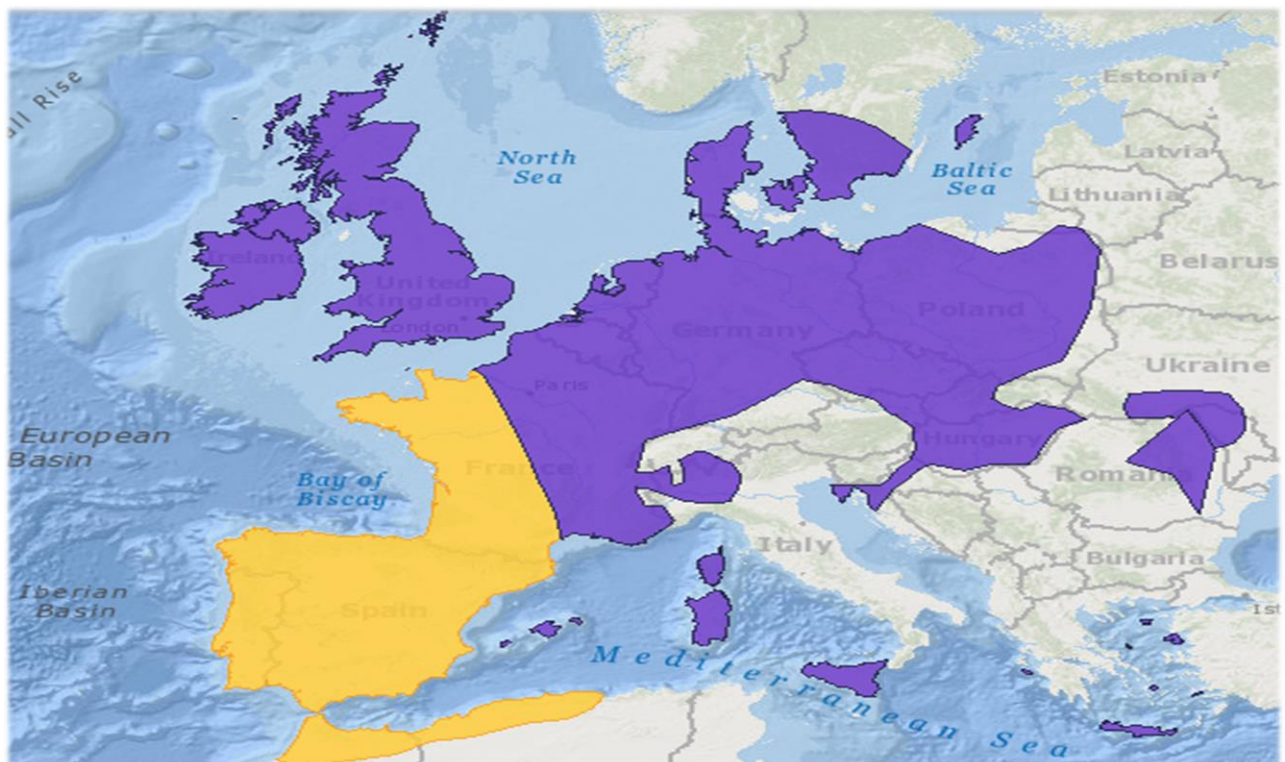 Rise
Estonia
North
Sea
Latvia
Baltic
Sea
Lithuania
Ireland
United
Kingdom
London
Belarus
Germany
Poland
Ukraine
Paris
European
Basin
Hungary
France
Bay of
Biscay
Romania
Italy
Bulgaria
Iberian
Basin
Spain
Mediterranean Sea